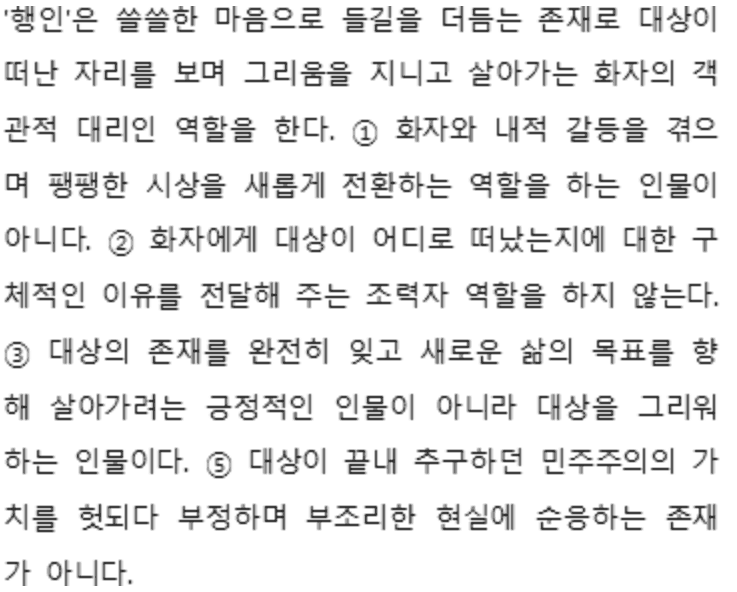 '행인'은 쓸쓸한 마음으로 들길을 더듬는 존재로 대상이
떠난 자리를 보며 그리움을 지니고 살아가는 화자의 객
관적 대리인 역할을 한다. ① 화자와 내적 갈등을 겪으
며 팽팽한 시상을 새롭게 전환하는 역할을 하는 인물이
아니다. ② 화자에게 대상이 어디로 떠났는지에 대한 구
체적인 이유를 전달해 주는 조력자 역할을 하지 않는다.
③ 대상의 존재를 완전히 잊고 새로운 삶의 목표를 향
해 살아가려는 긍정적인 인물이 아니라 대상을 그리워
하는 인물이다. ⑤ 대상이 끝내 추구하던 민주주의의 가
치를 헛되다 부정하며 부조리한 현실에 순응하는 존재
가 아니다.